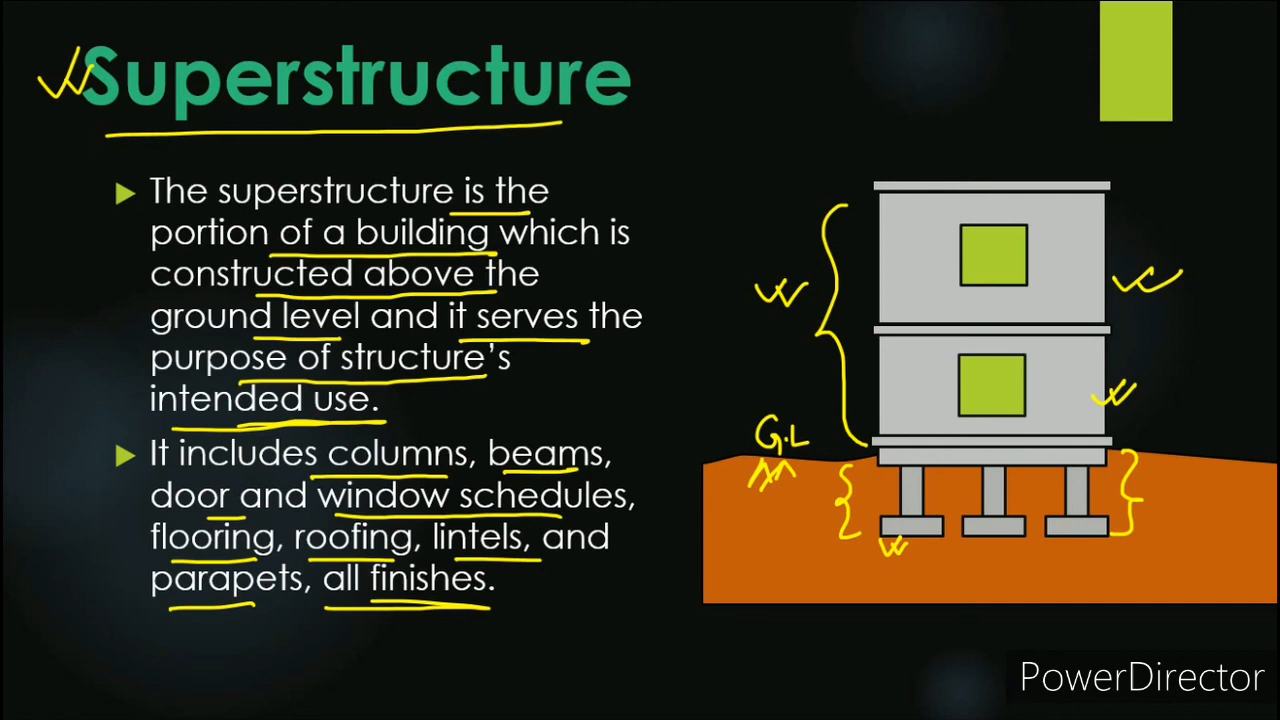 Superstructure
The superstructure is the
portion of a building which is
constructed above the
ground level and it serves the
purpose of structure's
intended use.
It includes columns, beams,
door and window schedules,
flooring, roofing, lintels, and
parapets, all finishes.
G.L
PowerDirector